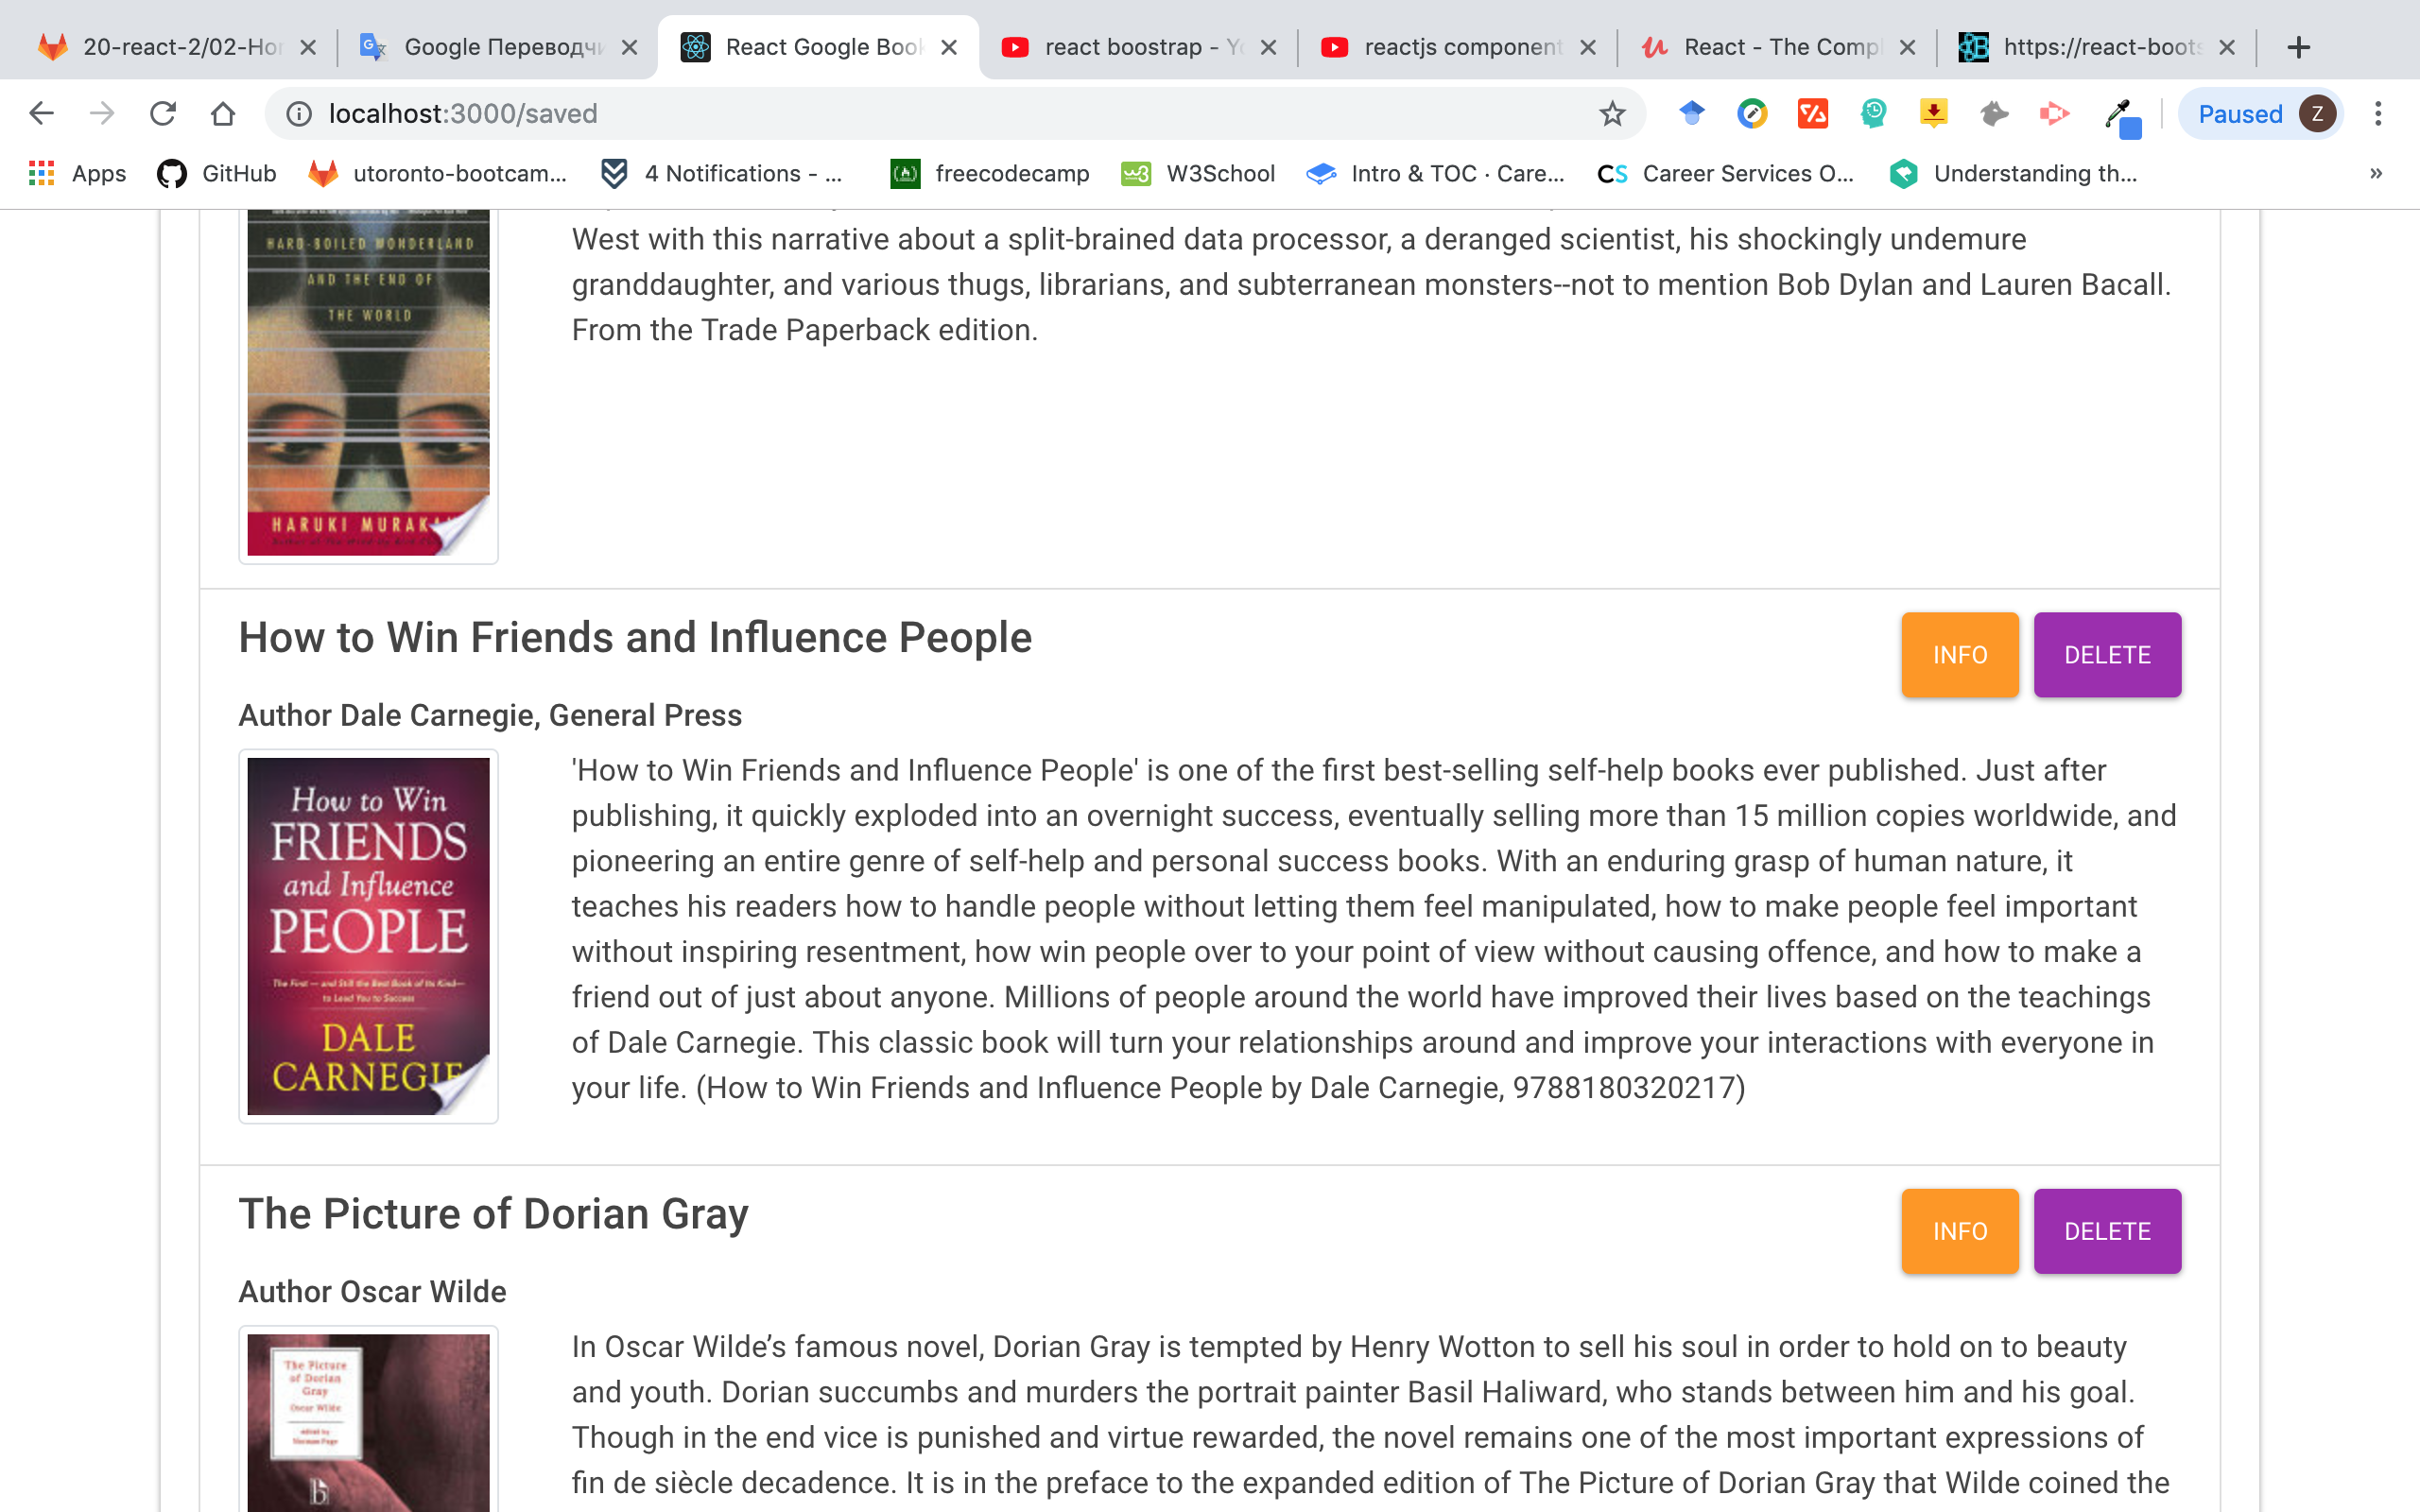 20-react-2/02-Hor
Google Переводчи
React Google Book
react boostrap - Yo
reactjs component
React - The Compl
https://react-boots
localhost:3000/saved
Paused
Z
Apps
GitHub
utoronto-bootcam...
4 Notifications - ...
freecodecamp
W3School
Intro & TOC · Care...
CS Career Services O...
Understanding th...
»
HARD-BOILED WONDERLAND
AND THE END OF
THE WORLD
HARUKI
West with this narrative about a split-brained data processor, a deranged scientist, his shockingly undemure
granddaughter, and various thugs, librarians, and subterranean monsters--not to mention Bob Dylan and Lauren Bacall.
From the Trade Paperback edition.
How to Win Friends and Influence People
INFO
DELETE
Author Dale Carnegie, General Press
How to Win
FRIENDS
and Influence
PEOPLE
The First — and Still the Best Book of Its Kind—
to Lead You to Success
DALE
CARNEGIE
'How to Win Friends and Influence People' is one of the first best-selling self-help books ever published. Just after
publishing, it quickly exploded into an overnight success, eventually selling more than 15 million copies worldwide, and
pioneering an entire genre of self-help and personal success books. With an enduring grasp of human nature, it
teaches his readers how to handle people without letting them feel manipulated, how to make people feel important
without inspiring resentment, how win people over to your point of view without causing offence, and how to make a
friend out of just about anyone. Millions of people around the world have improved their lives based on the teachings
of Dale Carnegie. This classic book will turn your relationships around and improve your interactions with everyone in
your life. (How to Win Friends and Influence People by Dale Carnegie, 9788180320217)
The Picture of Dorian Gray
INFO
DELETE
Author Oscar Wilde
The Picture
of Dorian
Gray
Oscar Wilde
edited by
Norman Page
b
In Oscar Wilde’s famous novel, Dorian Gray is tempted by Henry Wotton to sell his soul in order to hold on to beauty
and youth. Dorian succumbs and murders the portrait painter Basil Haliward, who stands between him and his goal.
Though in the end vice is punished and virtue rewarded, the novel remains one of the most important expressions of
fin de siècle decadence. It is in the preface to the expanded edition of The Picture of Dorian Gray that Wilde coined the